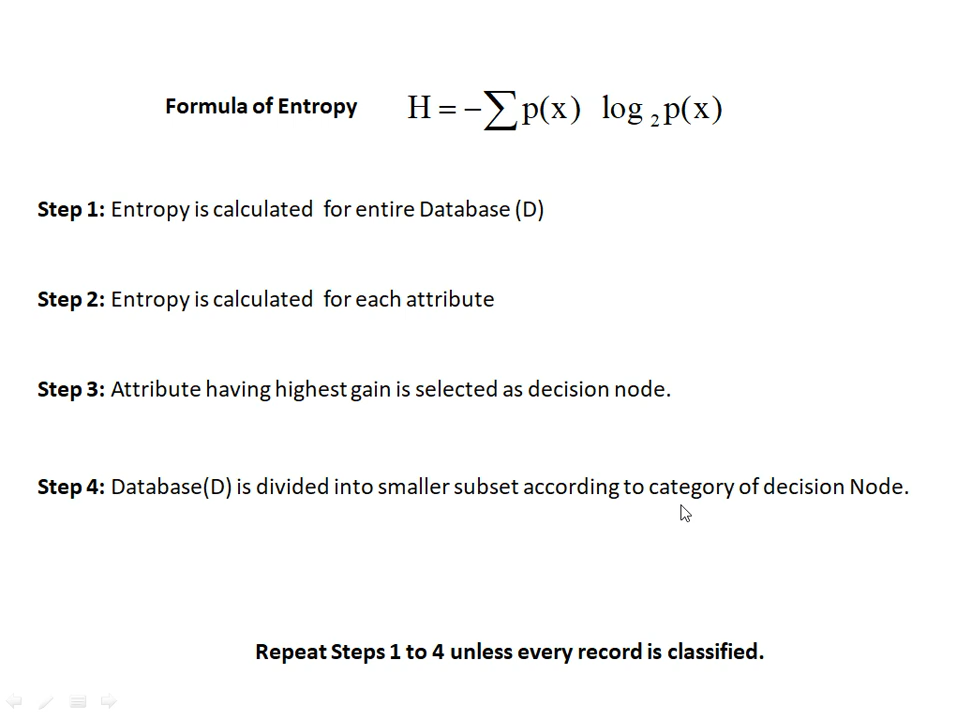 Formula of Entropy H = −∑ p(x) log ₂ p(x)
Step 1: Entropy is calculated for entire Database (D)
Step 2: Entropy is calculated for each attribute
Step 3: Attribute having highest gain is selected as decision node.
Step 4: Database(D) is divided into smaller subset according to category of decision Node.
Repeat Steps 1 to 4 unless every record is classified.